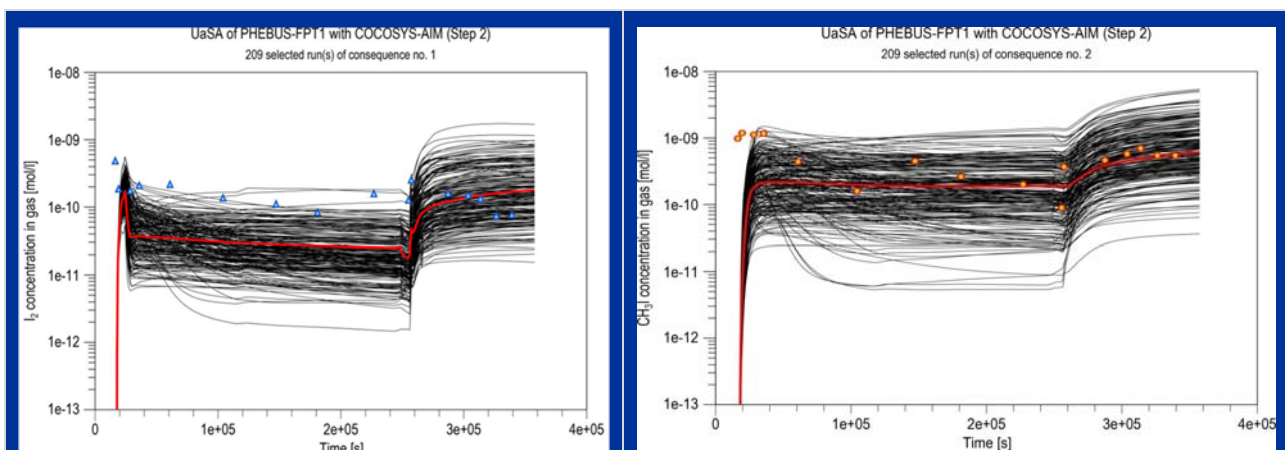 UaSA of PHEBUS-FPT1 with COCOSYS-AIM (Step 2)
209 selected run(s) of consequence no. 1
I₂ concentration in gas [mol/l]
1e-08
1e-09
1e-10
1e-11
1e-12
1e-13
0
1e+05
2e+05
3e+05
4e+05
Time [s]
UaSA of PHEBUS-FPT1 with COCOSYS-AIM (Step 2)
209 selected run(s) of consequence no. 2
CH₃I concentration in gas [mol/l]
1e-08
1e-09
1e-10
1e-11
1e-12
1e-13
0
1e+05
2e+05
3e+05
4e+05
Time [s]